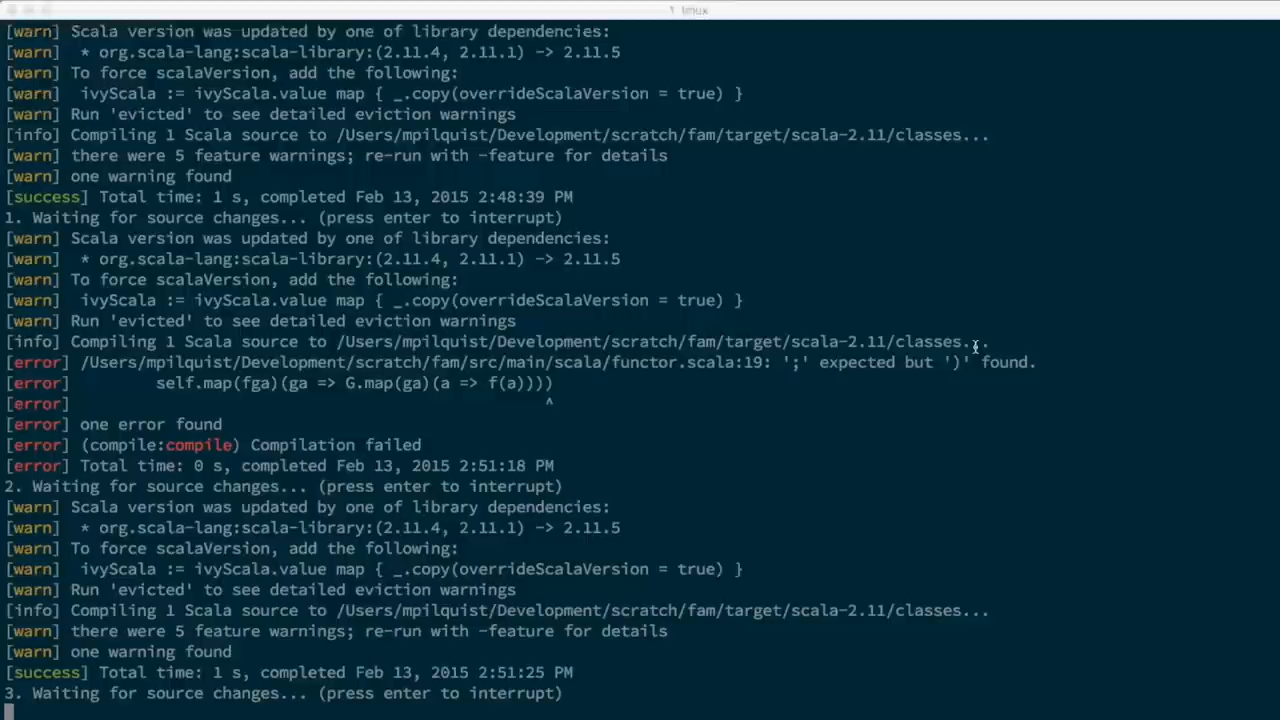 1. tmux
[warn] Scala version was updated by one of library dependencies:
[warn]  * org.scala-lang:scala-library:(2.11.4, 2.11.1) -> 2.11.5
[warn] To force scalaVersion, add the following:
[warn]  ivyScala := ivyScala.value map { _.copy(overrideScalaVersion = true) }
[warn] Run 'evicted' to see detailed eviction warnings
[info] Compiling 1 Scala source to /Users/mpilquist/Development/scratch/fam/target/scala-2.11/classes...
[warn] there were 5 feature warnings; re-run with -feature for details
[warn] one warning found
[success] Total time: 1 s, completed Feb 13, 2015 2:48:39 PM
1. Waiting for source changes... (press enter to interrupt)
[warn] Scala version was updated by one of library dependencies:
[warn]  * org.scala-lang:scala-library:(2.11.4, 2.11.1) -> 2.11.5
[warn] To force scalaVersion, add the following:
[warn]  ivyScala := ivyScala.value map { _.copy(overrideScalaVersion = true) }
[warn] Run 'evicted' to see detailed eviction warnings
[info] Compiling 1 Scala source to /Users/mpilquist/Development/scratch/fam/target/scala-2.11/classes...
[error] /Users/mpilquist/Development/scratch/fam/src/main/scala/functor.scala:19: ';' expected but ')' found.
[error]         self.map(fga)(ga => G.map(ga)(a => f(a))))
[error]                                                  ^
[error] one error found
[error] (compile:compile) Compilation failed
[error] Total time: 0 s, completed Feb 13, 2015 2:51:18 PM
2. Waiting for source changes... (press enter to interrupt)
[warn] Scala version was updated by one of library dependencies:
[warn]  * org.scala-lang:scala-library:(2.11.4, 2.11.1) -> 2.11.5
[warn] To force scalaVersion, add the following:
[warn]  ivyScala := ivyScala.value map { _.copy(overrideScalaVersion = true) }
[warn] Run 'evicted' to see detailed eviction warnings
[info] Compiling 1 Scala source to /Users/mpilquist/Development/scratch/fam/target/scala-2.11/classes...
[warn] there were 5 feature warnings; re-run with -feature for details
[warn] one warning found
[success] Total time: 1 s, completed Feb 13, 2015 2:51:25 PM
3. Waiting for source changes... (press enter to interrupt)